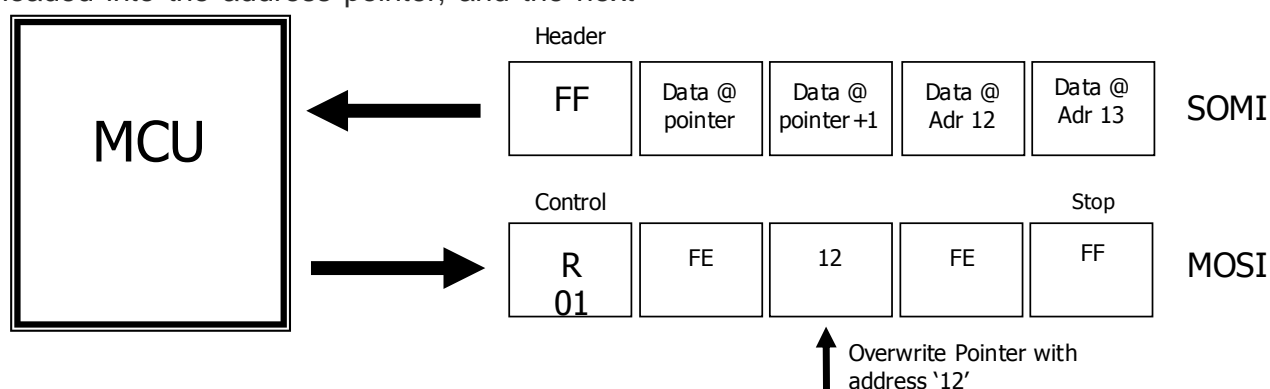 loaded into the address pointer, and the next
Header
MCU
FF
Data @
pointer
Data @
pointer+1
Data @
Adr 12
Data @
Adr 13
SOMI
Control
Stop
R
01
FE
12
FE
FF
MOSI
Overwrite Pointer with
address ‘12’